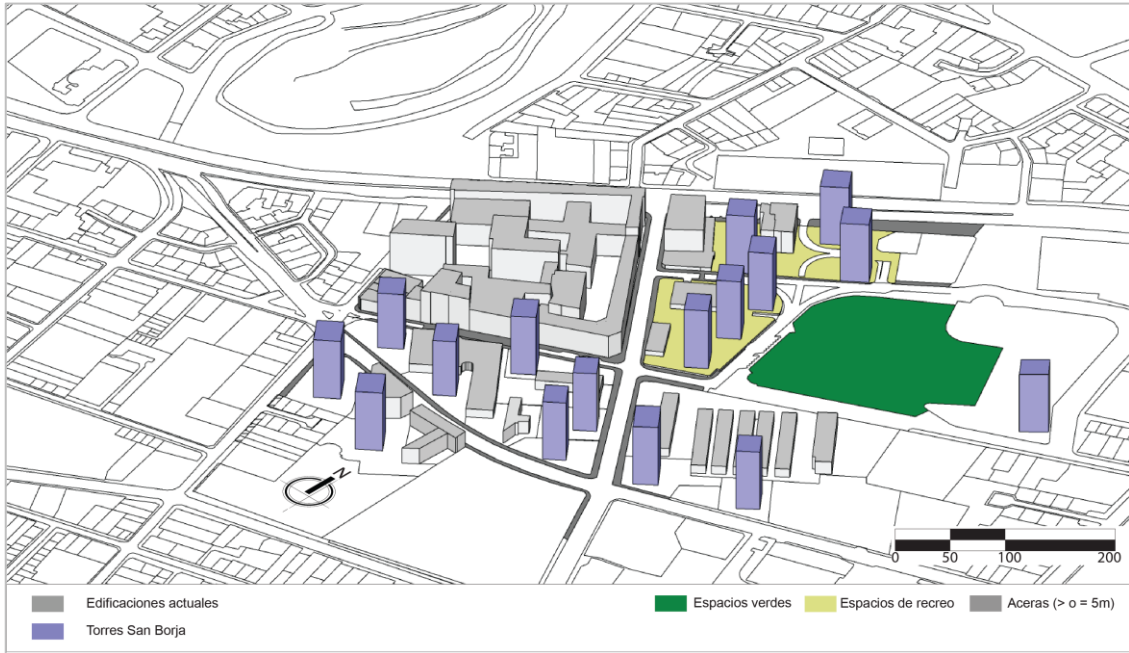 N
0 50 100 200
Edificaciones actuales
Espacios verdes
Espacios de recreo
Aceras (> o = 5m)
Torres San Borja